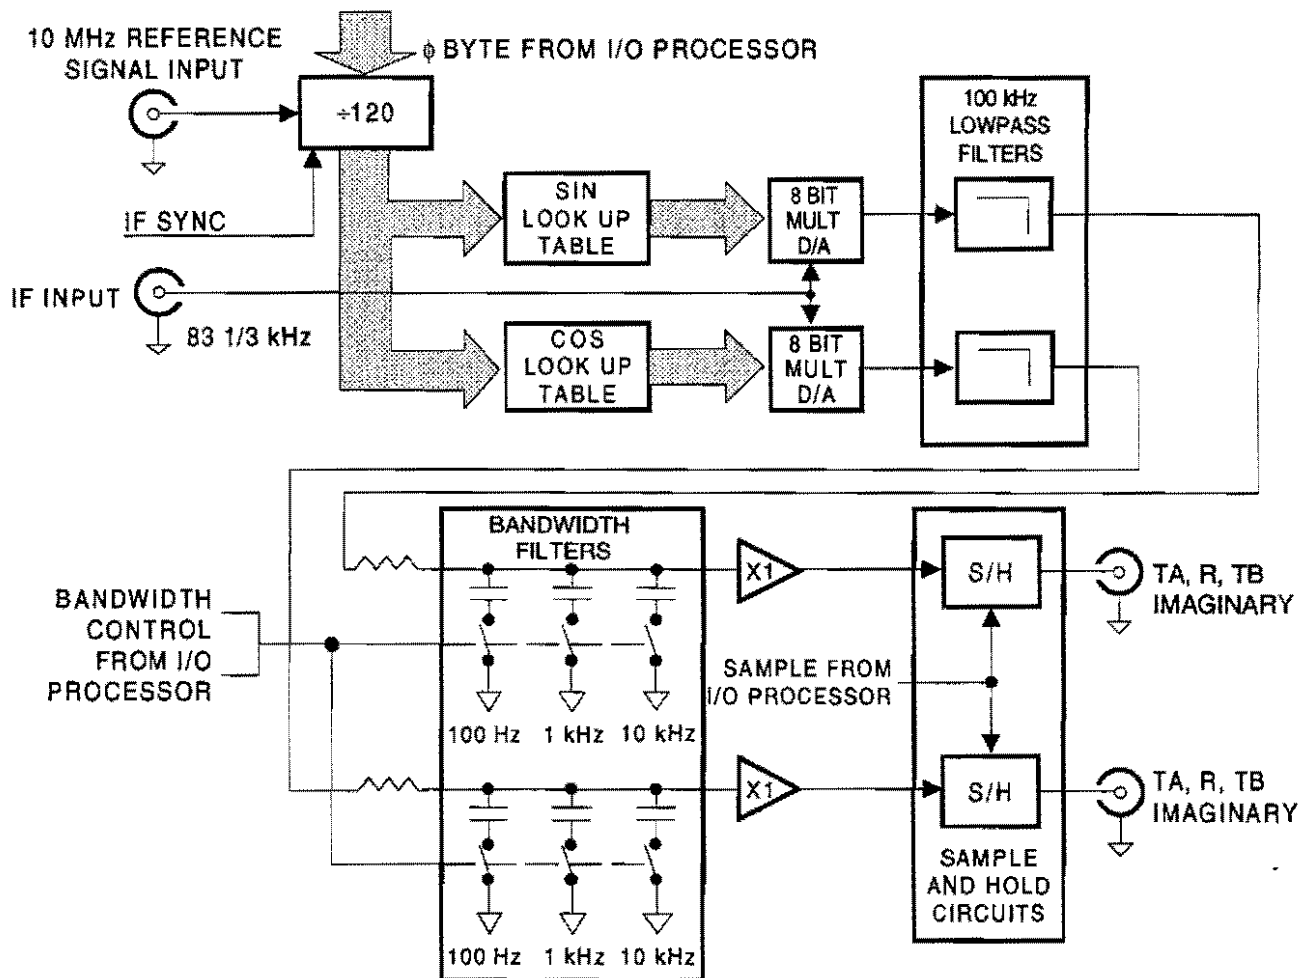 10 MHz REFERENCE
SIGNAL INPUT
ϕ BYTE FROM I/O PROCESSOR
÷120
IF SYNC
IF INPUT
83 1/3 kHz
SIN
LOOK UP
TABLE
8 BIT
MULT
D/A
COS
LOOK UP
TABLE
8 BIT
MULT
D/A
100 kHz
LOWPASS
FILTERS
BANDWIDTH
FILTERS
BANDWIDTH
CONTROL
FROM I/O
PROCESSOR
100 Hz
1 kHz
10 kHz
100 Hz
1 kHz
10 kHz
X1
X1
SAMPLE FROM
I/O PROCESSOR
S/H
S/H
SAMPLE
AND HOLD
CIRCUITS
TA, R, TB
IMAGINARY
TA, R, TB
IMAGINARY